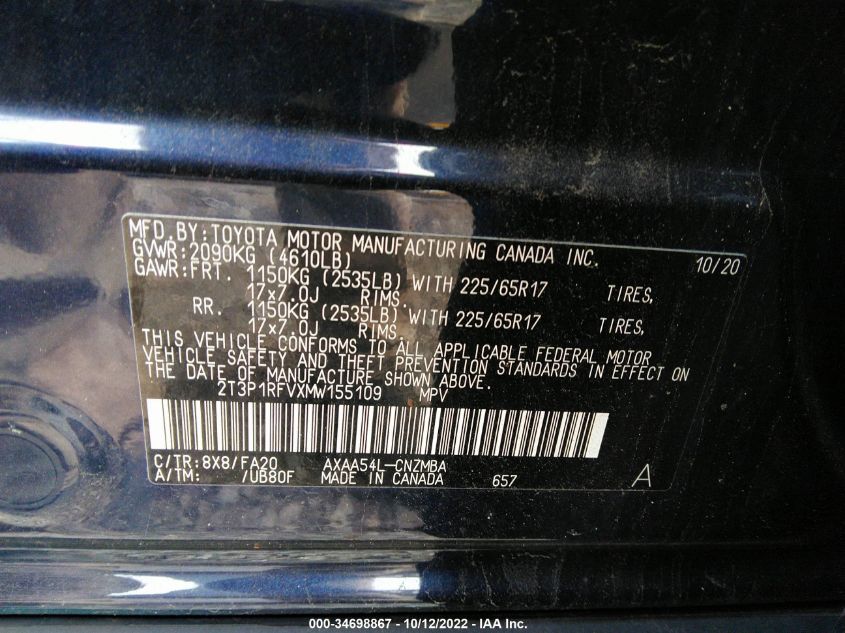 MFD.BY:TOYOTA MOTOR MANUFACTURING CANADA INC. 10/20
GVWR:2090KG (4610LB)
GAWR:FRT. 1150KG (2535LB) WITH 225/65R17 TIRES,
17x7.0J RIMS.
RR. 1150KG (2535LB) WITH 225/65R17 TIRES,
17x7.0J RIMS.
THIS VEHICLE CONFORMS TO ALL APPLICABLE FEDERAL MOTOR
VEHICLE SAFETY AND THEFT PREVENTION STANDARDS IN EFFECT ON
THE DATE OF MANUFACTURE SHOWN ABOVE.
2T3P1RFVXMW155109 MPV
C/TR:8X8/FA20 AXAA54L-CNZMBA
A/TM: /UB80F MADE IN CANADA 657 A
000-34698867 - 10/12/2022 - IAA Inc.